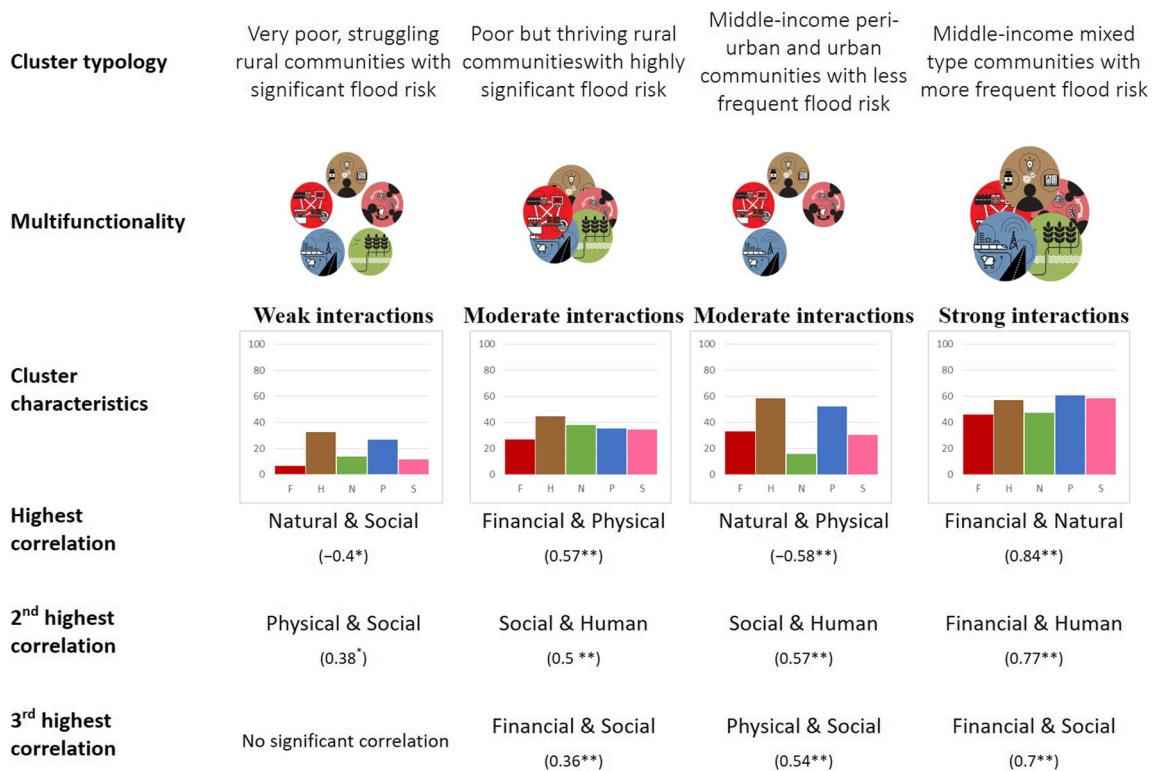 Cluster typology
Very poor, struggling
rural communities with
significant flood risk
Poor but thriving rural
communitieswith highly
significant flood risk
Middle-income peri-
urban and urban
communities with less
frequent flood risk
Middle-income mixed
type communities with
more frequent flood risk
Multifunctionality
Weak interactions
Moderate interactions
Moderate interactions
Strong interactions
Cluster
characteristics
100
80
60
40
20
0
F H N P S
100
80
60
40
20
0
F H N P S
100
80
60
40
20
0
F H N P S
100
80
60
40
20
0
F H N P S
Highest
correlation
Natural & Social
(−0.4*)
Financial & Physical
(0.57**)
Natural & Physical
(−0.58**)
Financial & Natural
(0.84**)
2nd highest
correlation
Physical & Social
(0.38*)
Social & Human
(0.5 **)
Social & Human
(0.57**)
Financial & Human
(0.77**)
3rd highest
correlation
No significant correlation
Financial & Social
(0.36**)
Physical & Social
(0.54**)
Financial & Social
(0.7**)